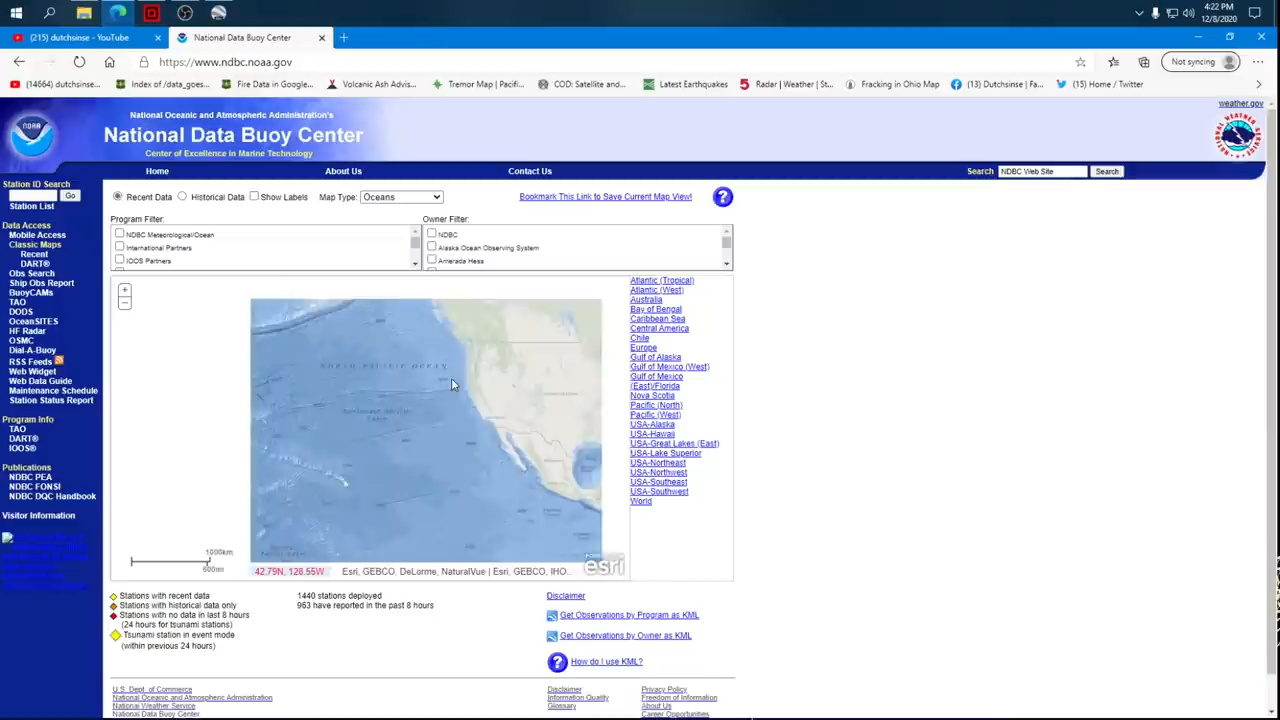 4:22 PM
12/8/2020
(215) dutchsinse - YouTube
National Data Buoy Center
https://www.ndbc.noaa.gov
Not syncing
(14664) dutchsinse...
Index of /data_goes...
Fire Data in Google...
Volcanic Ash Advis...
Tremor Map | Pacifi...
COD: Satellite and...
Latest Earthquakes
Radar | Weather | St...
Fracking in Ohio Map
(13) Dutchsinse | Fa...
(15) Home / Twitter
weather.gov
NOAA
National Oceanic and Atmospheric Administration's
National Data Buoy Center
Center of Excellence in Marine Technology
Home About Us Contact Us Search NDBC Web Site Search
Station ID Search
Go
Station List
Data Access
Mobile Access
Classic Maps
Recent
DART®
Obs Search
Ship Obs Report
BuoyCAMs
TAO
DODS
OceanSITES
HF Radar
OSMC
Dial-A-Buoy
RSS Feeds
Web Widget
Web Data Guide
Maintenance Schedule
Station Status Report
Program Info
TAO
DART®
IOOS®
Publications
NDBC PEA
NDBC FONSI
NDBC DQC Handbook
Visitor Information
Recent Data Historical Data Show Labels Map Type: Oceans
Bookmark This Link to Save Current Map View!
Program Filter:
NDBC Meteorological/Ocean
International Partners
IOOS Partners
Owner Filter:
NDBC
Alaska Ocean Observing System
Amerada Hess
+
−
1000km
600mi
42.79N, 128.55W
Esri, GEBCO, DeLorme, NaturalVue | Esri, GEBCO, IHO...
esri
Atlantic (Tropical)
Atlantic (West)
Australia
Bay of Bengal
Caribbean Sea
Central America
Chile
Europe
Gulf of Alaska
Gulf of Mexico (West)
Gulf of Mexico
(East)/Florida
Nova Scotia
Pacific (North)
Pacific (West)
USA-Alaska
USA-Hawaii
USA-Great Lakes (East)
USA-Lake Superior
USA-Northeast
USA-Northwest
USA-Southeast
USA-Southwest
World
Stations with recent data
Stations with historical data only
Stations with no data in last 8 hours
(24 hours for tsunami stations)
Tsunami station in event mode
(within previous 24 hours)
1440 stations deployed
963 have reported in the past 8 hours
Disclaimer
Get Observations by Program as KML
Get Observations by Owner as KML
How do I use KML?
U.S. Dept. of Commerce
National Oceanic and Atmospheric Administration
National Weather Service
National Data Buoy Center
Disclaimer
Information Quality
Glossary
Privacy Policy
Freedom of Information
About Us
Career Opportunities